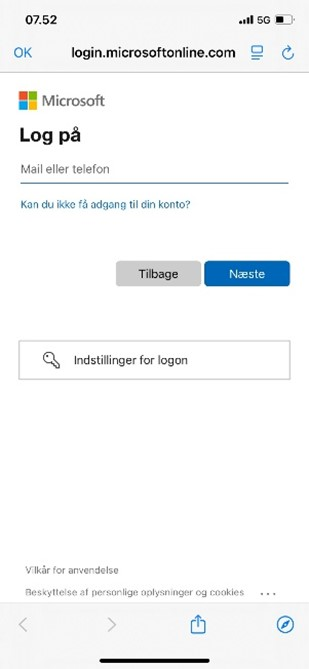 07.52
5G
OK
login.microsoftonline.com
Microsoft
Log på
Mail eller telefon
Kan du ikke få adgang til din konto?
Tilbage
Næste
Indstillinger for logon
Vilkår for anvendelse
Beskyttelse af personlige oplysninger og cookies
...